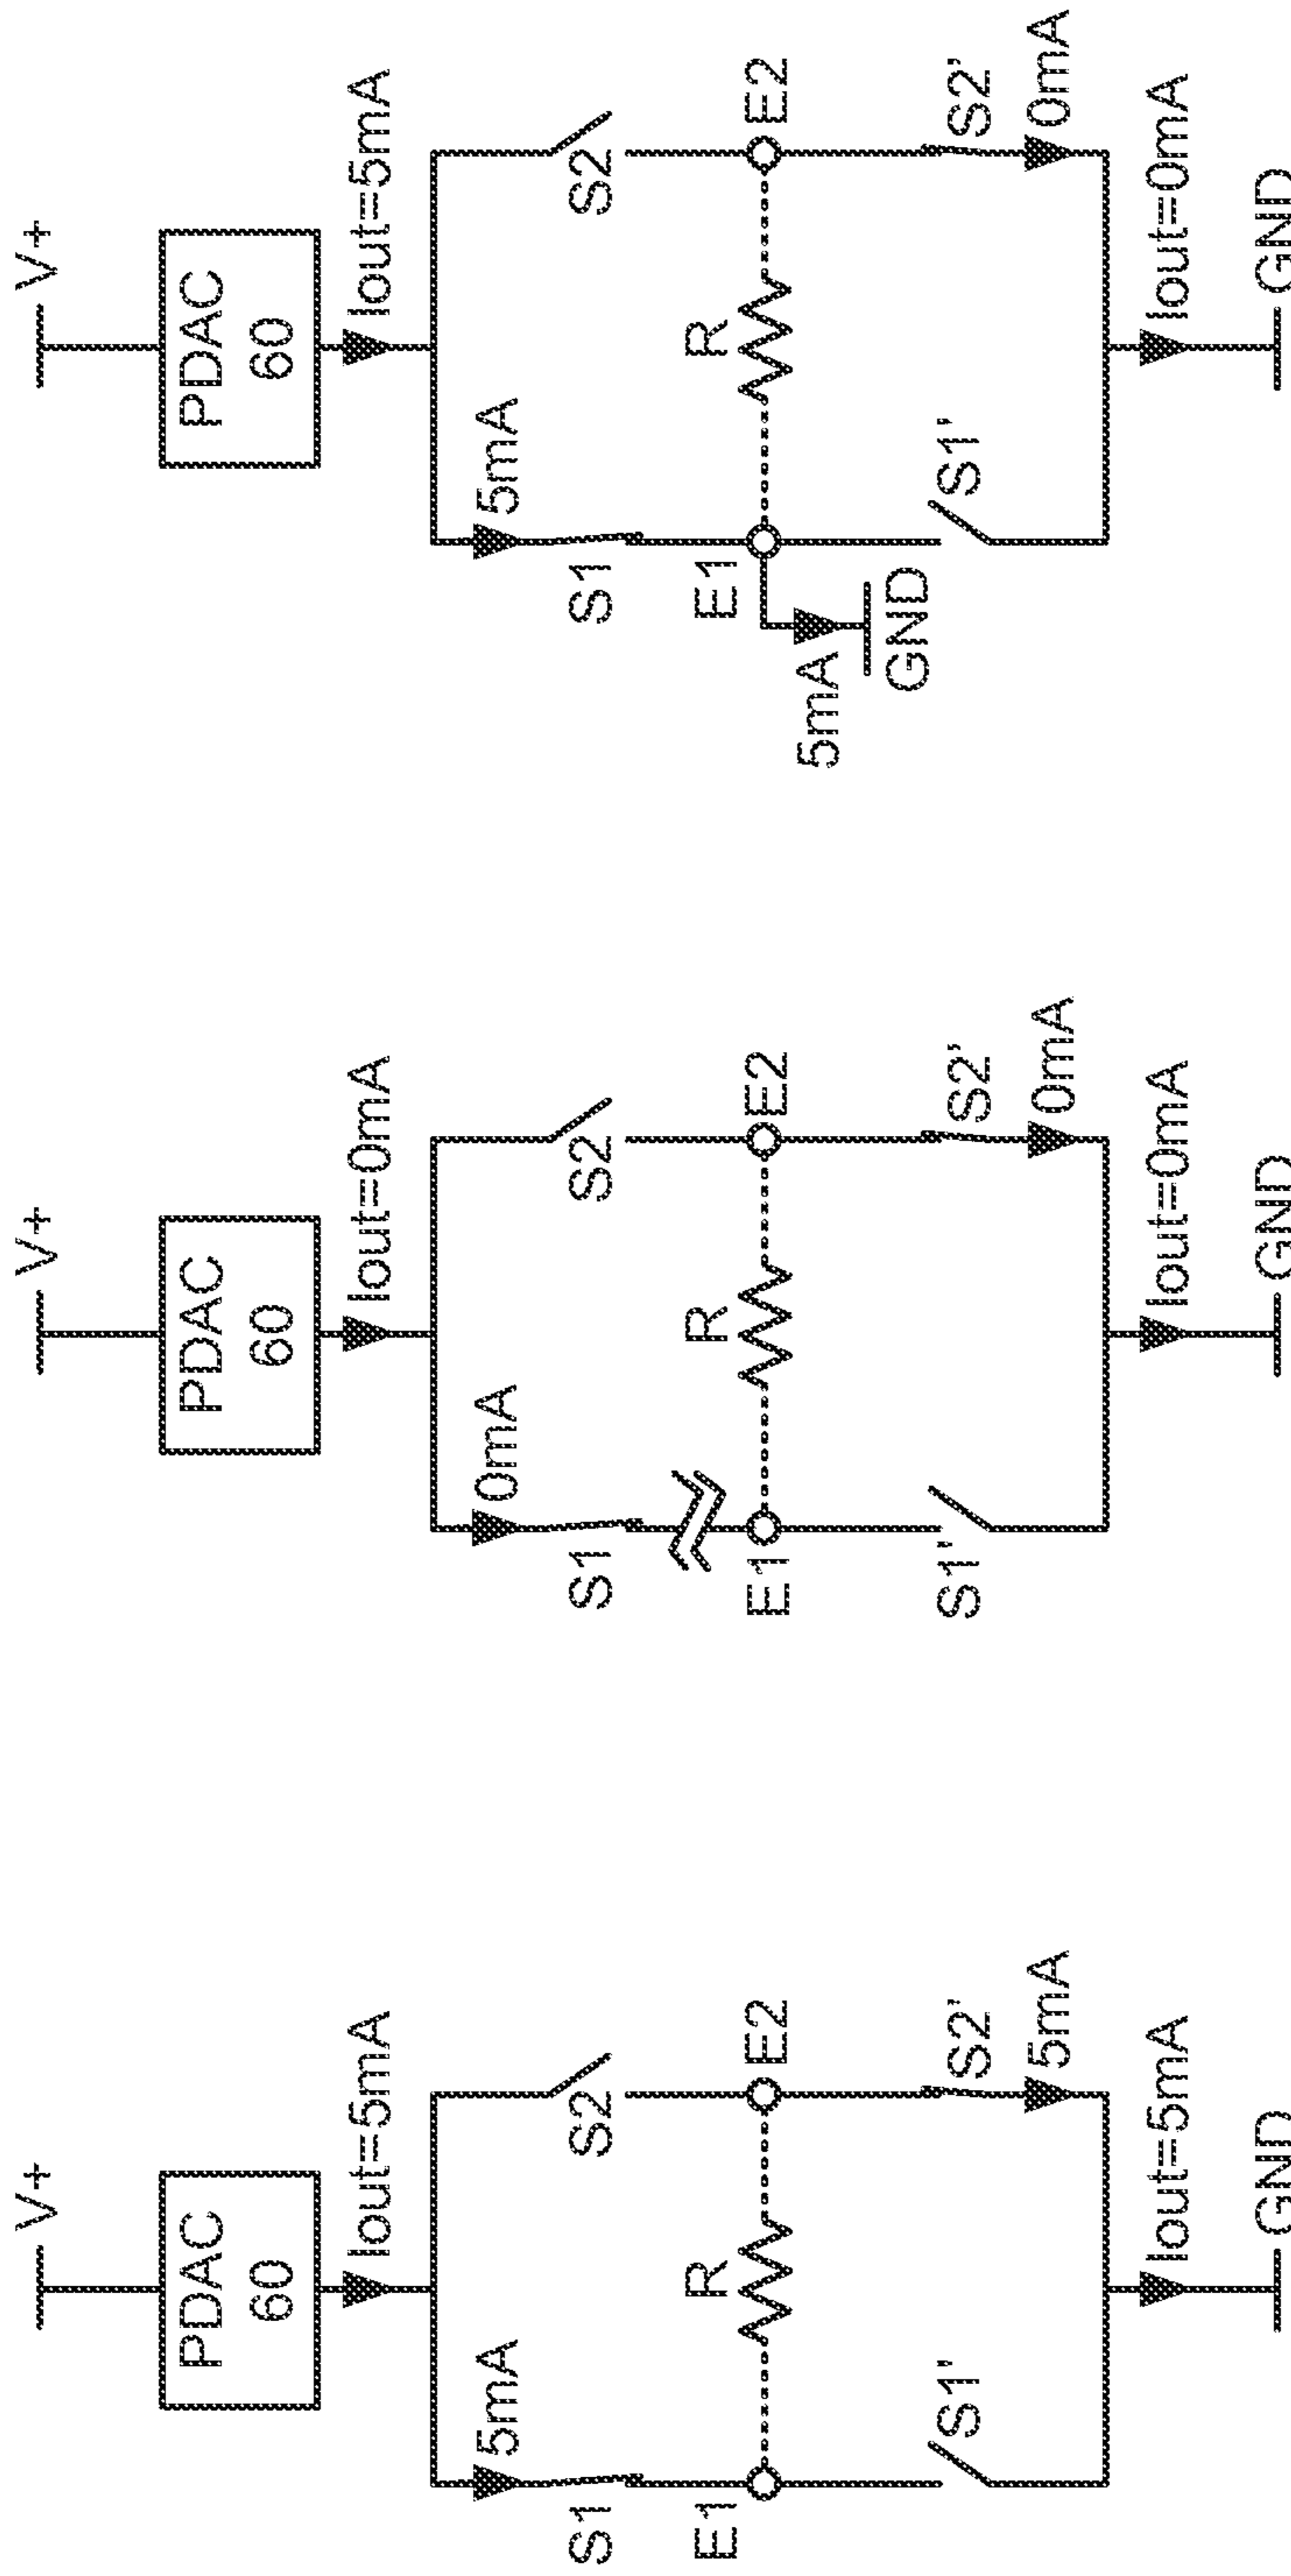 V+
PDAC
60
Iout=5mA
5mA
S1
S2
R
E1
E2
S1'
S2'
5mA
Iout=5mA
GND
V+
PDAC
60
Iout=0mA
0mA
S1
S2
R
E1
E2
S1'
S2'
0mA
Iout=0mA
GND
V+
PDAC
60
Iout=5mA
5mA
S1
S2
R
E1
E2
5mA
GND
S1'
S2'
0mA
Iout=0mA
GND